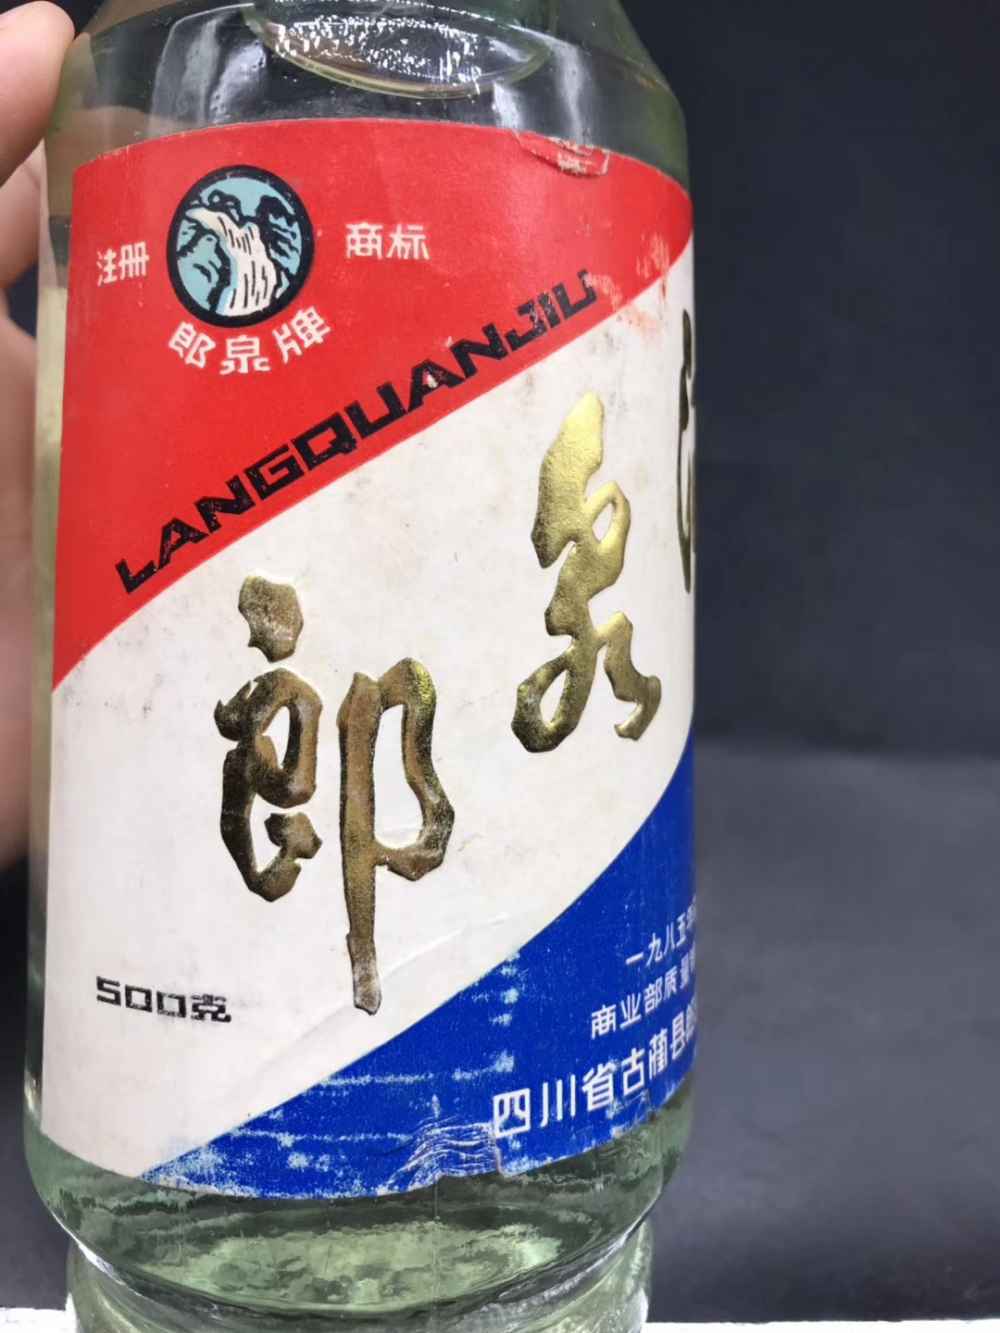 注册 商标
郎泉牌
LANGQUANJIU
郎泉
500克
一九八五年
商业部质量
四川省古蔺县